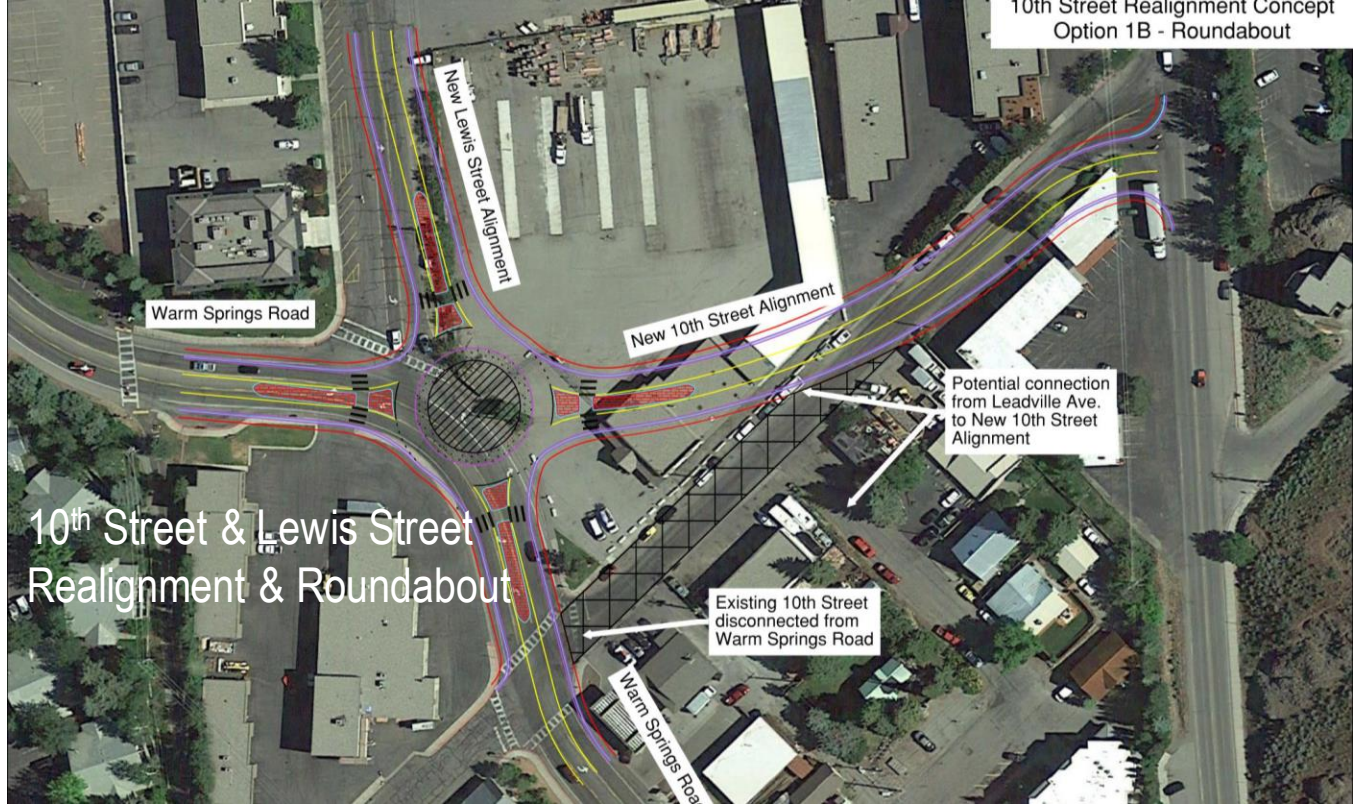 10th Street Realignment Concept
Option 1B - Roundabout
New Lewis Street Alignment
Warm Springs Road
New 10th Street Alignment
Potential connection
from Leadville Ave.
to New 10th Street
Alignment
10th Street & Lewis Street
Realignment & Roundabout
Existing 10th Street
disconnected from
Warm Springs Road
Warm Springs Road